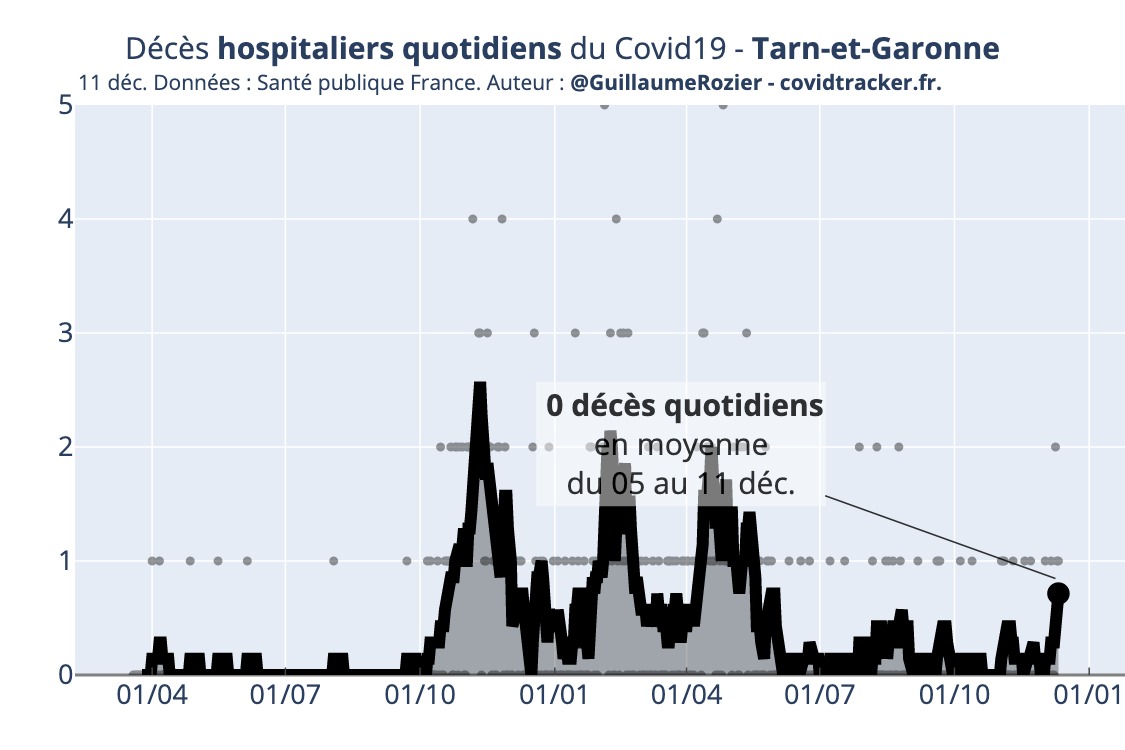 Décès hospitaliers quotidiens du Covid19 - Tarn-et-Garonne
11 déc. Données : Santé publique France. Auteur : @GuillaumeRozier - covidtracker.fr.
5
4
3
2
1
0
0 décès quotidiens
en moyenne
du 05 au 11 déc.
01/04 01/07 01/10 01/01 01/04 01/07 01/10 01/01